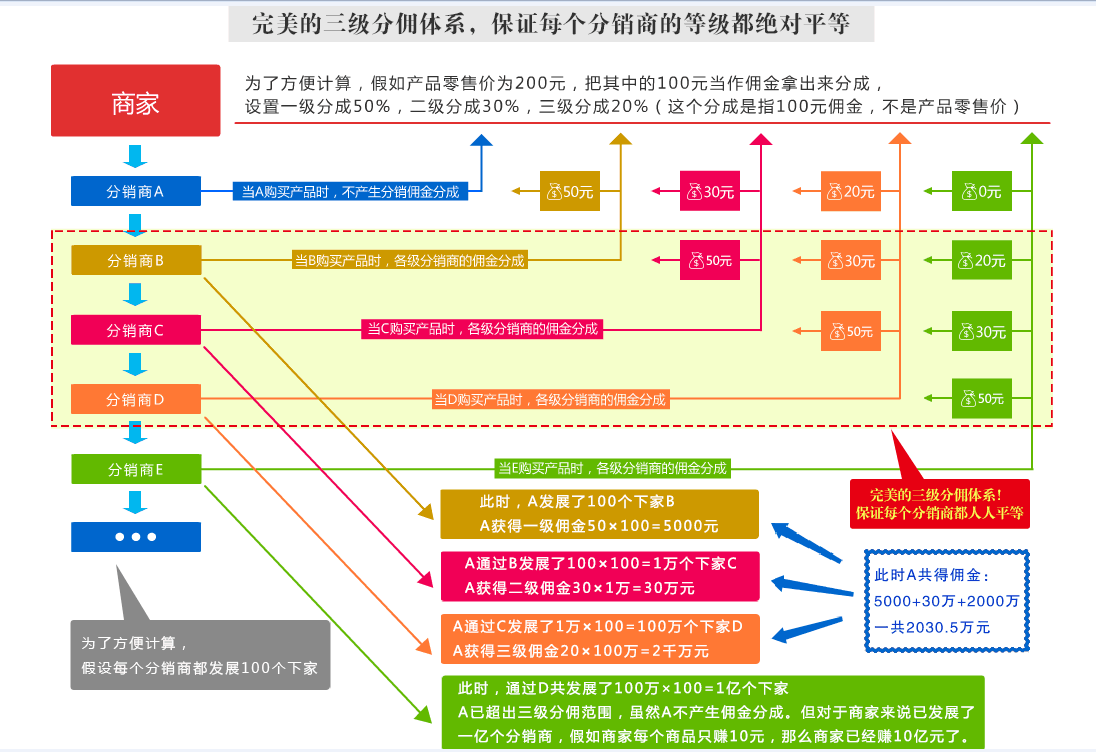 完美的三级分佣体系，保证每个分销商的等级都绝对平等
商家
为了方便计算，假如产品零售价为200元，把其中的100元当作佣金拿出来分成，
设置一级分成50%，二级分成30%，三级分成20%（这个分成是指100元佣金，不是产品零售价）
分销商A
当A购买产品时，不产生分销佣金分成
$50元
$30元
$20元
$0元
分销商B
当B购买产品时，各级分销商的佣金分成
$50元
$30元
$20元
分销商C
当C购买产品时，各级分销商的佣金分成
$50元
$30元
分销商D
当D购买产品时，各级分销商的佣金分成
$50元
分销商E
当E购买产品时，各级分销商的佣金分成
完美的三级分佣体系!
保证每个分销商都人人平等
此时，A发展了100个下家B
A获得一级佣金50×100=5000元
A通过B发展了100×100=1万个下家C
A获得二级佣金30×1万=30万元
A通过C发展了1万×100=100万个下家D
A获得三级佣金20×100万=2千万元
此时A共得佣金：
5000+30万+2000万
一共2030.5万元
为了方便计算，
假设每个分销商都发展100个下家
此时，通过D共发展了100万×100=1亿个下家
A已超出三级分佣范围，虽然A不产生佣金分成。但对于商家来说已发展了
一亿个分销商，假如商家每个商品只赚10元，那么商家已经赚10亿元了。